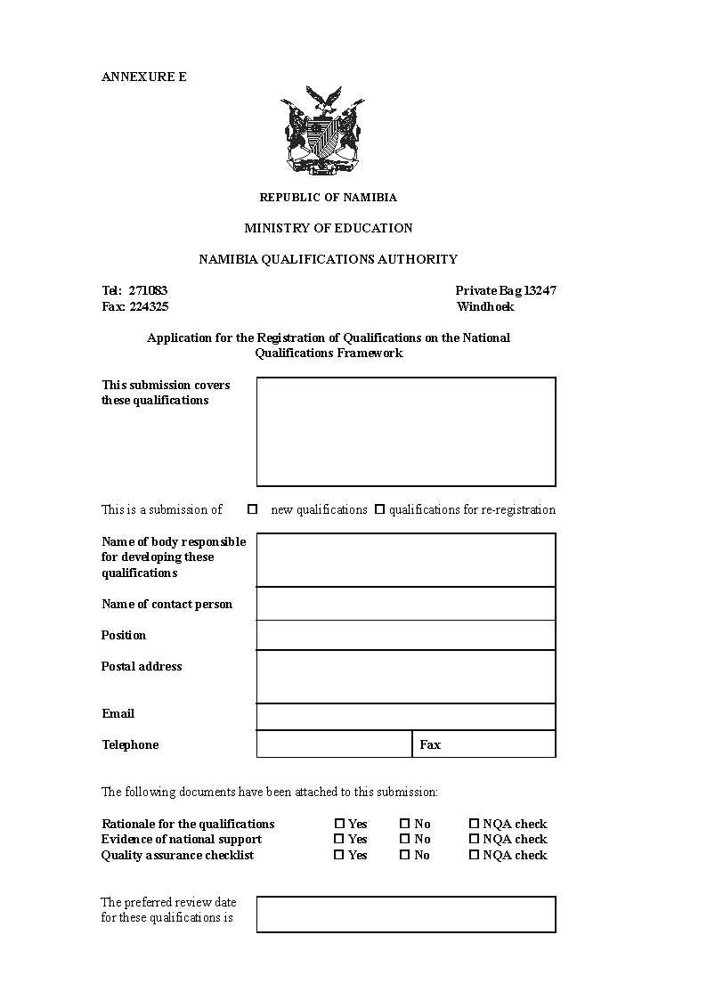 ANNEXURE E
REPUBLIC OF NAMIBIA
MINISTRY OF EDUCATION
NAMIBIA QUALIFICATIONS AUTHORITY
Tel: 271083 Private Bag 13247
Fax: 224325 Windhoek
Application for the Registration of Qualifications on the National
Qualifications Framework
This submission covers
these qualifications
This is a submission of ☐ new qualifications ☐ qualifications for re-registration
Name of body responsible
for developing these
qualifications
Name of contact person
Position
Postal address
Email
Telephone Fax
The following documents have been attached to this submission:
Rationale for the qualifications ☐ Yes ☐ No ☐ NQA check
Evidence of national support ☐ Yes ☐ No ☐ NQA check
Quality assurance checklist ☐ Yes ☐ No ☐ NQA check
The preferred review date
for these qualifications is